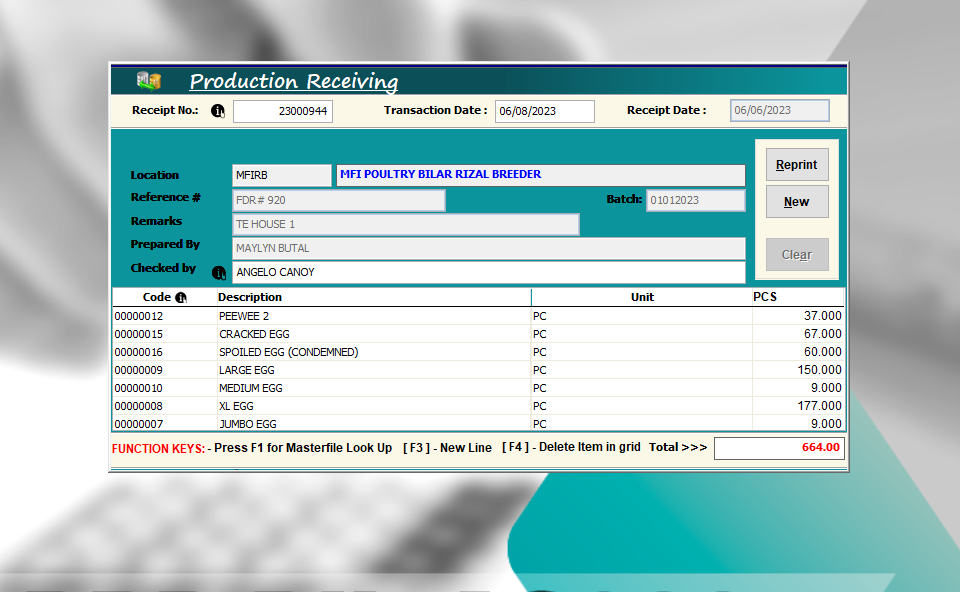 Production Receiving
Receipt No.: 23000944 Transaction Date : 06/08/2023 Receipt Date : 06/06/2023
Location MFIRB MFI POULTRY BILAR RIZAL BREEDER
Reference # FDR# 920 Batch: 01012023
Remarks TE HOUSE 1
Prepared By MAYLYN BUTAL
Checked by ANGELO CANOY
Reprint
New
Clear
Code Description Unit PCS
00000012 PEEWEE 2 PC 37.000
00000015 CRACKED EGG PC 67.000
00000016 SPOILED EGG (CONDEMNED) PC 60.000
00000009 LARGE EGG PC 150.000
00000010 MEDIUM EGG PC 9.000
00000008 XL EGG PC 177.000
00000007 JUMBO EGG PC 9.000
FUNCTION KEYS: - Press F1 for Masterfile Look Up [ F3 ] - New Line [ F4 ] - Delete Item in grid Total >>> 664.00